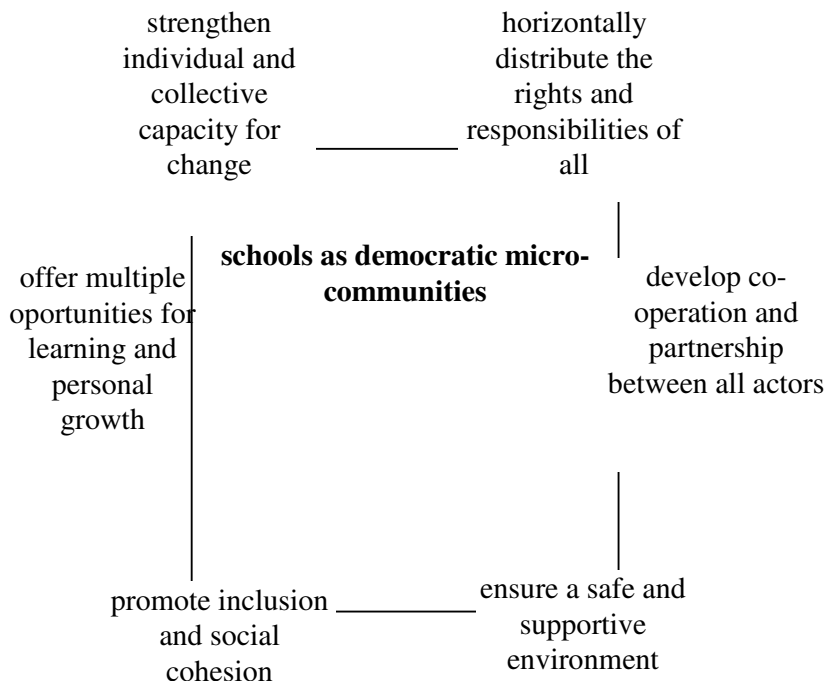 strengthen
individual and
collective
capacity for
change
horizontally
distribute the
rights and
responsibilities of
all
schools as democratic micro-
communities
offer multiple
oportunities for
learning and
personal
growth
develop co-
operation and
partnership
between all actors
promote inclusion
and social
cohesion
ensure a safe and
supportive
environment